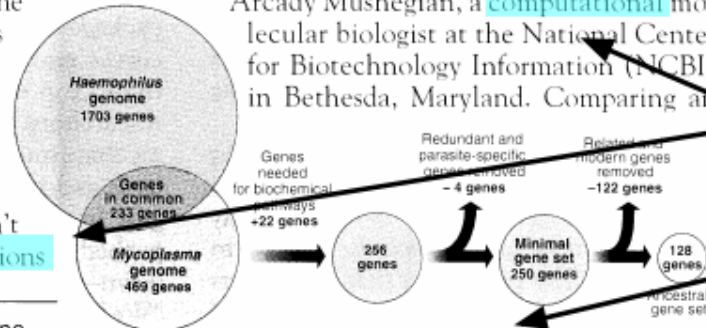 Arcady Mushegian, a computational mo-
lecular biologist at the National Cente
for Biotechnology Information (NCBI
in Bethesda, Maryland. Comparing a
Haemophilus
genome
1703 genes
Genes
in common
233 genes
Mycoplasma
genome
469 genes
Genes
needed
for biochemical
pathways
+22 genes
256
genes
Redundant and
parasite-specific
genes removed
– 4 genes
Minimal
gene set
250 genes
Related and
modern genes
removed
–122 genes
128
genes
Ancestral
gene set
't
ions